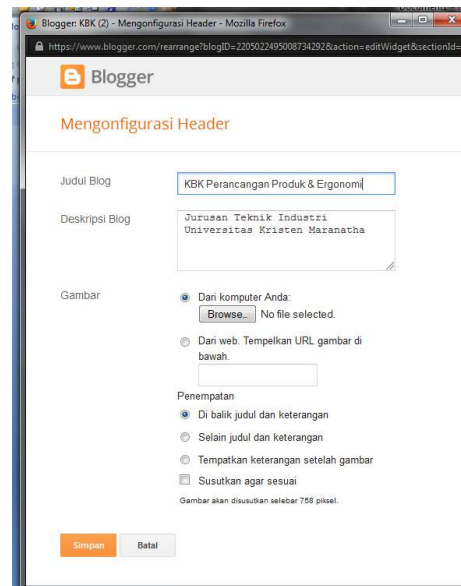 Blogger: KBK (2) - Mengonfigurasi Header - Mozilla Firefox
https://www.blogger.com/rearrange?blogID=2205022495008734292&action=editWidget&sectionId=
Blogger
Mengonfigurasi Header
Judul Blog
KBK Perancangan Produk & Ergonomi
Deskripsi Blog
Jurusan Teknik Industri
Universitas Kristen Maranatha
Gambar
Dari komputer Anda:
Browse_ No file selected.
Dari web. Tempelkan URL gambar di
bawah.
Penempatan
Di balik judul dan keterangan
Selain judul dan keterangan
Tempatkan keterangan setelah gambar
Susutkan agar sesuai
Gambar akan disusutkan selebar 758 piksel.
Simpan Batal